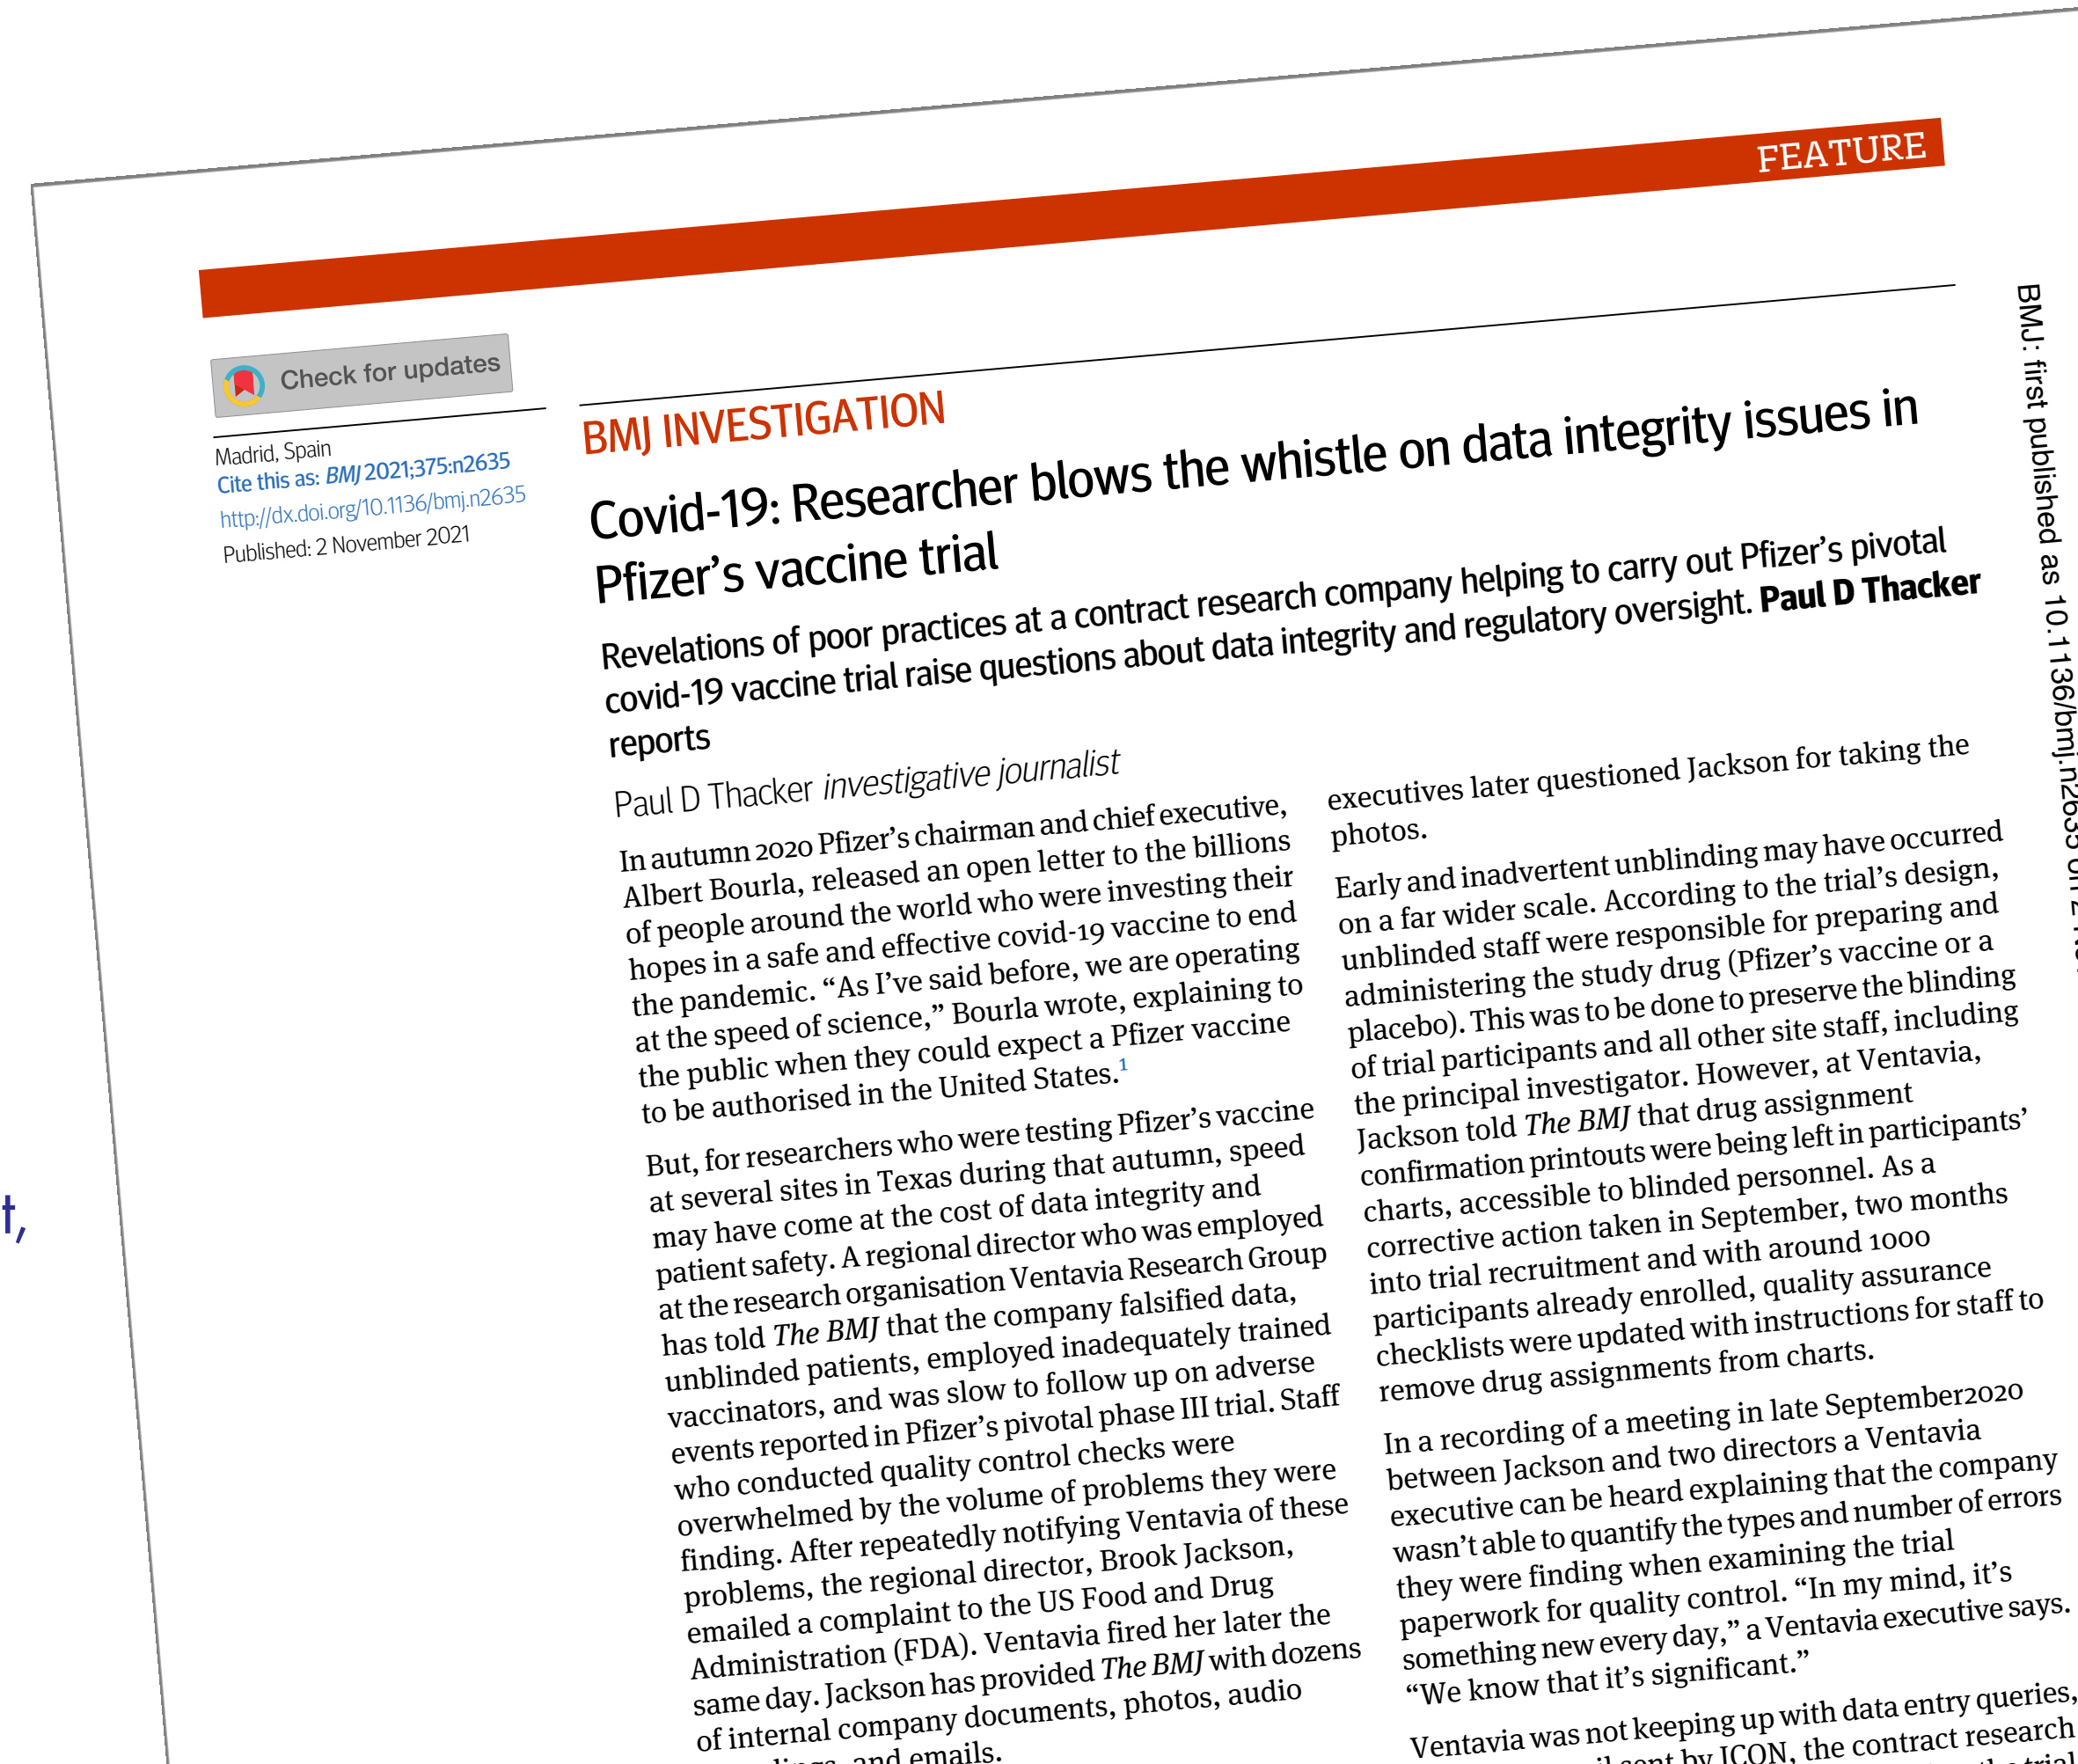 FEATURE
Check for updates
Madrid, Spain
Cite this as: BMJ 2021;375:n2635
http://dx.doi.org/10.1136/bmj.n2635
Published: 2 November 2021
BMJ INVESTIGATION
Covid-19: Researcher blows the whistle on data integrity issues in
Pfizer’s vaccine trial
Revelations of poor practices at a contract research company helping to carry out Pfizer’s pivotal
covid-19 vaccine trial raise questions about data integrity and regulatory oversight. Paul D Thacker
reports
Paul D Thacker investigative journalist
In autumn 2020 Pfizer’s chairman and chief executive,
Albert Bourla, released an open letter to the billions
of people around the world who were investing their
hopes in a safe and effective covid-19 vaccine to end
the pandemic. “As I’ve said before, we are operating
at the speed of science,” Bourla wrote, explaining to
the public when they could expect a Pfizer vaccine
to be authorised in the United States.1
But, for researchers who were testing Pfizer’s vaccine
at several sites in Texas during that autumn, speed
may have come at the cost of data integrity and
patient safety. A regional director who was employed
at the research organisation Ventavia Research Group
has told The BMJ that the company falsified data,
unblinded patients, employed inadequately trained
vaccinators, and was slow to follow up on adverse
events reported in Pfizer’s pivotal phase III trial. Staff
who conducted quality control checks were
overwhelmed by the volume of problems they were
finding. After repeatedly notifying Ventavia of these
problems, the regional director, Brook Jackson,
emailed a complaint to the US Food and Drug
Administration (FDA). Ventavia fired her later the
same day. Jackson has provided The BMJ with dozens
of internal company documents, photos, audio
and emails.
executives later questioned Jackson for taking the
photos.
Early and inadvertent unblinding may have occurred
on a far wider scale. According to the trial’s design,
unblinded staff were responsible for preparing and
administering the study drug (Pfizer’s vaccine or a
placebo). This was to be done to preserve the blinding
of trial participants and all other site staff, including
the principal investigator. However, at Ventavia,
Jackson told The BMJ that drug assignment
confirmation printouts were being left in participants’
charts, accessible to blinded personnel. As a
corrective action taken in September, two months
into trial recruitment and with around 1000
participants already enrolled, quality assurance
checklists were updated with instructions for staff to
remove drug assignments from charts.
In a recording of a meeting in late September2020
between Jackson and two directors a Ventavia
executive can be heard explaining that the company
wasn’t able to quantify the types and number of errors
they were finding when examining the trial
paperwork for quality control. “In my mind, it’s
something new every day,” a Ventavia executive says.
“We know that it’s significant.”
Ventavia was not keeping up with data entry queries,
sent by ICON, the contract research
trial
BMJ: first published as 10.1136/bmj.n2635 on 2
t,